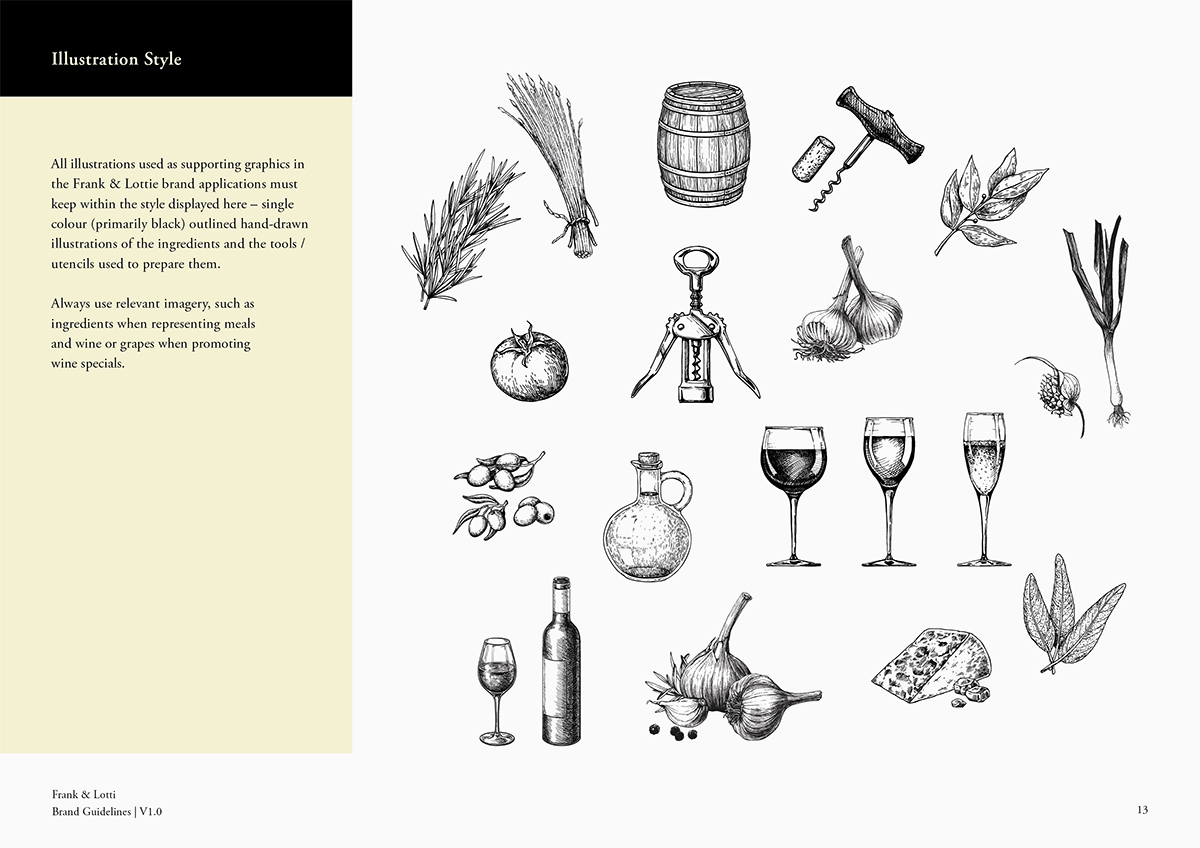 Illustration Style
All illustrations used as supporting graphics in
the Frank & Lottie brand applications must
keep within the style displayed here – single
colour (primarily black) outlined hand-drawn
illustrations of the ingredients and the tools /
utencils used to prepare them.
Always use relevant imagery, such as
ingredients when representing meals
and wine or grapes when promoting
wine specials.
Frank & Lotti
Brand Guidelines | V1.0
13